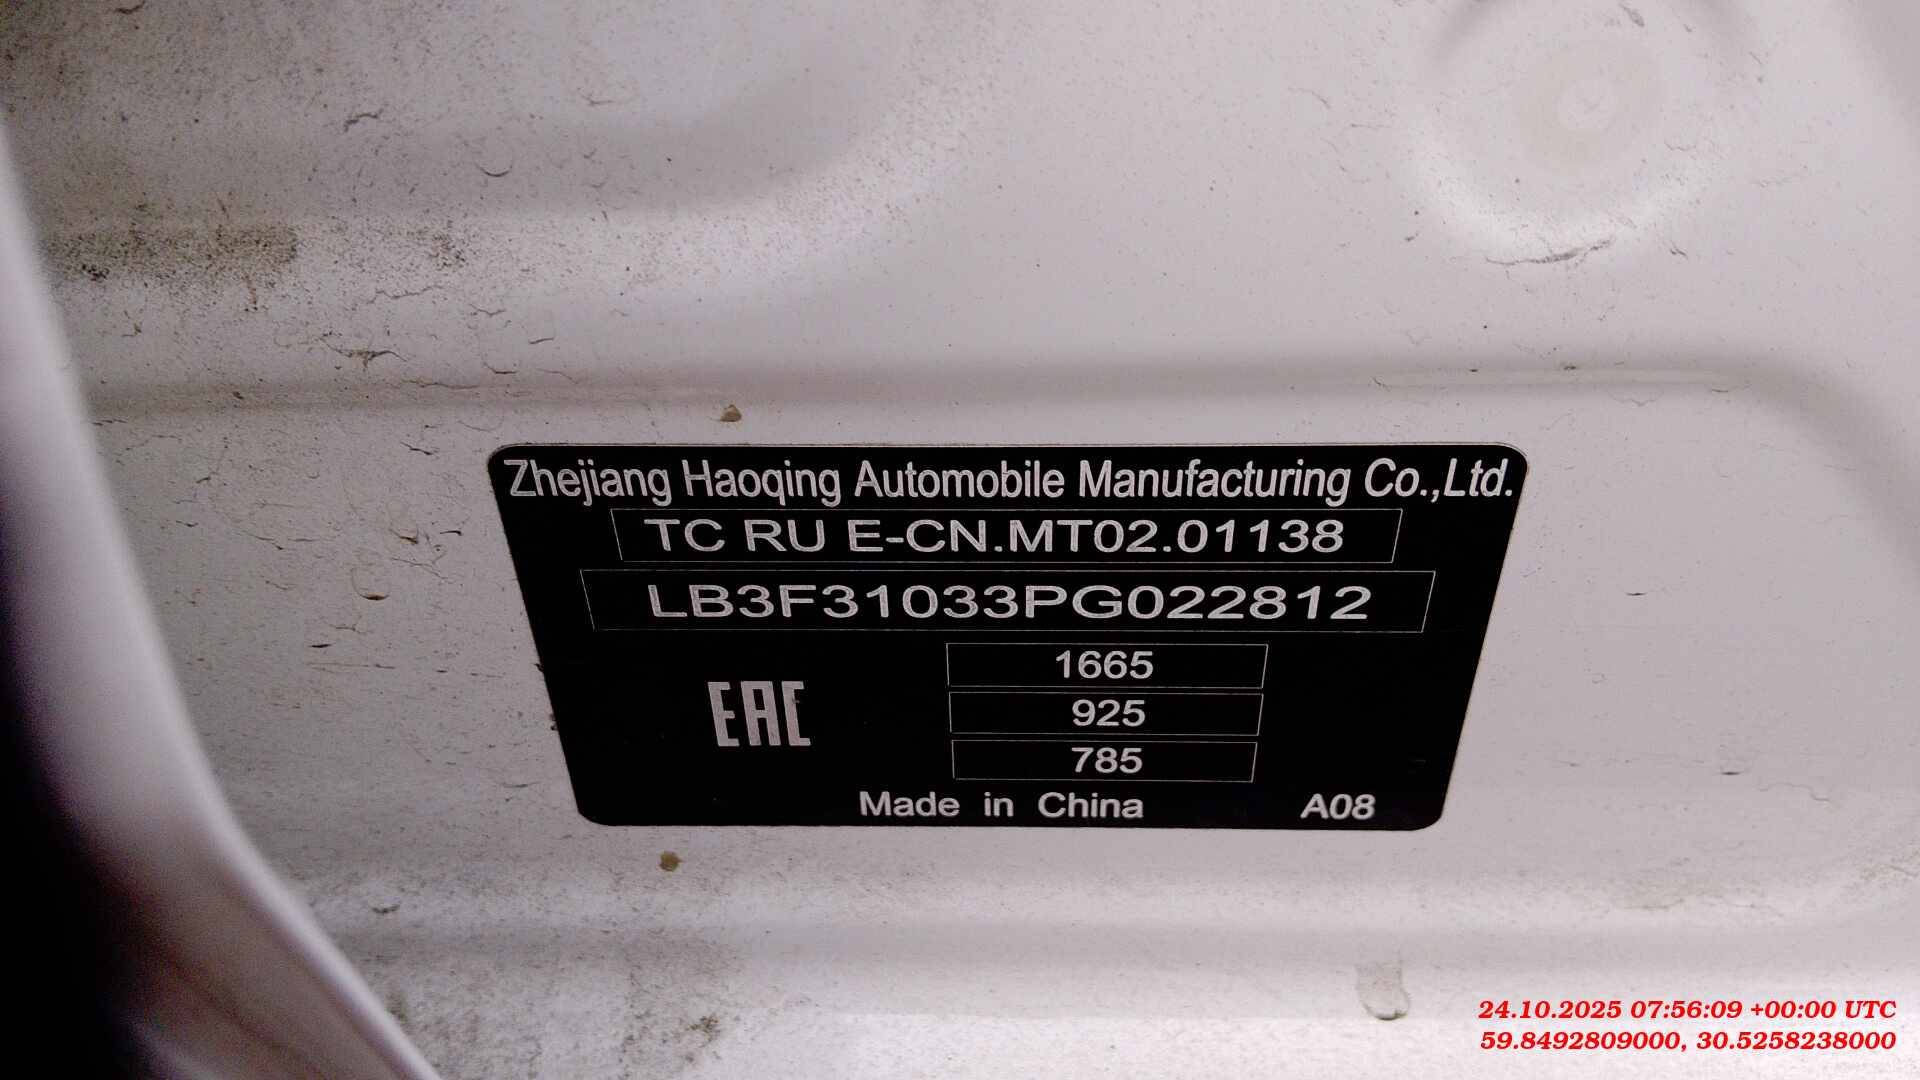 Zhejiang Haoqing Automobile Manufacturing Co.,Ltd.
TC RU E-CN.MT02.01138
LB3F31033PG022812
1665
EAC
925
785
Made in China A08
24.10.2025 07:56:09 +00:00 UTC
59.8492809000, 30.5258238000